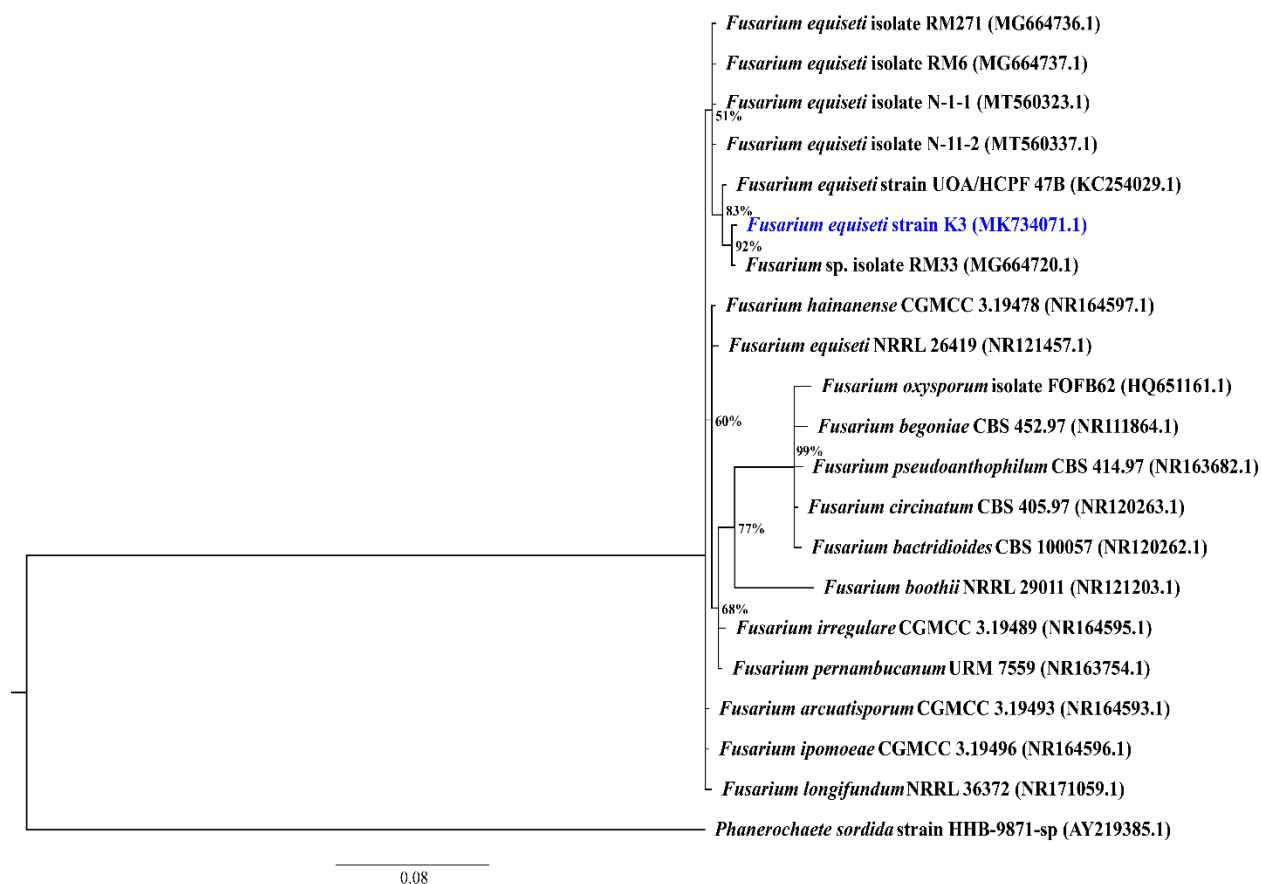 Fusarium equiseti isolate RM271 (MG664736.1)
Fusarium equiseti isolate RM6 (MG664737.1)
Fusarium equiseti isolate N-1-1 (MT560323.1)
51%
Fusarium equiseti isolate N-11-2 (MT560337.1)
Fusarium equiseti strain UOA/HCPF 47B (KC254029.1)
83%
Fusarium equiseti strain K3 (MK734071.1)
92%
Fusarium sp. isolate RM33 (MG664720.1)
Fusarium hainanense CGMCC 3.19478 (NR164597.1)
Fusarium equiseti NRRL 26419 (NR121457.1)
Fusarium oxysporum isolate FOFB62 (HQ651161.1)
60%
Fusarium begoniae CBS 452.97 (NR111864.1)
99%
Fusarium pseudoanthophilum CBS 414.97 (NR163682.1)
Fusarium circinatum CBS 405.97 (NR120263.1)
77%
Fusarium bactridioides CBS 100057 (NR120262.1)
Fusarium boothii NRRL 29011 (NR121203.1)
68%
Fusarium irregulare CGMCC 3.19489 (NR164595.1)
Fusarium pernambucanum URM 7559 (NR163754.1)
Fusarium arcuatisporum CGMCC 3.19493 (NR164593.1)
Fusarium ipomoeae CGMCC 3.19496 (NR164596.1)
Fusarium longifundum NRRL 36372 (NR171059.1)
Phanerochaete sordida strain HHB-9871-sp (AY219385.1)
0.08